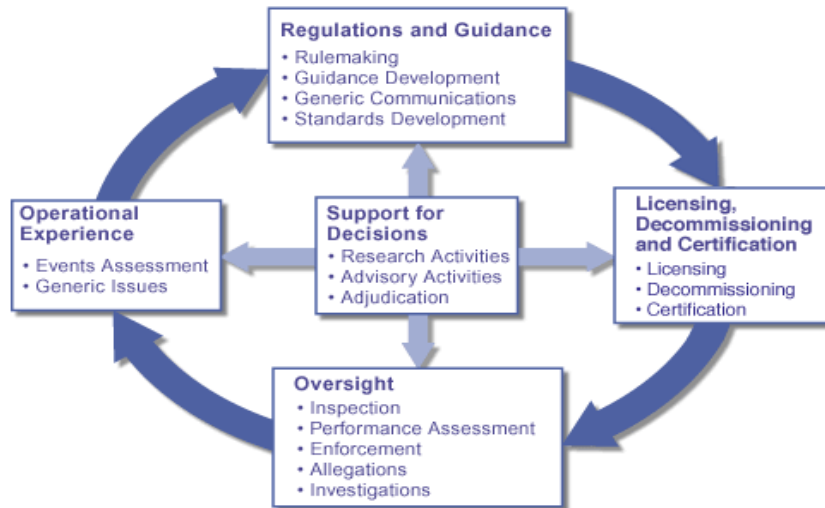 Regulations and Guidance
• Rulemaking
• Guidance Development
• Generic Communications
• Standards Development
Operational
Experience
• Events Assessment
• Generic Issues
Support for
Decisions
• Research Activities
• Advisory Activities
• Adjudication
Licensing,
Decommissioning
and Certification
• Licensing
• Decommissioning
• Certification
Oversight
• Inspection
• Performance Assessment
• Enforcement
• Allegations
• Investigations